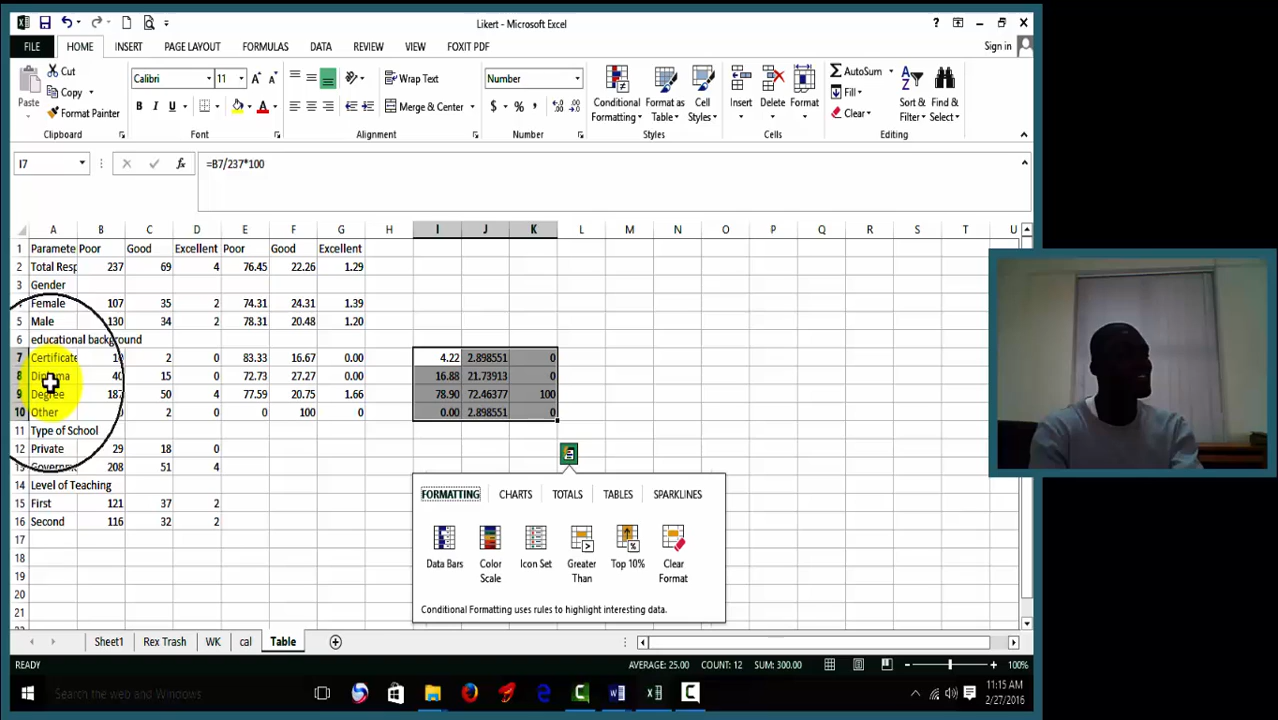 Likert - Microsoft Excel
?
FILE HOME INSERT PAGE LAYOUT FORMULAS DATA REVIEW VIEW FOXIT PDF Sign in
Paste Cut Copy Format Painter
Calibri 11
B I U A
Wrap Text
Merge & Center
Number
$ % ,
Conditional Formatting Format as Table Cell Styles
Insert Delete Format
AutoSum Fill Clear
Sort & Filter Find & Select
Clipboard Font Alignment Number Styles Cells Editing
I7 fx =B7/237*100
A B C D E F G H I J K L M N O P Q R S T U
1 Paramete Poor Good Excellent Poor Good Excellent
2 Total Resp 237 69 4 76.45 22.26 1.29
3 Gender
Female 107 35 2 74.31 24.31 1.39
5 Male 130 34 2 78.31 20.48 1.20
6 educational background
7 Certificate 2 0 83.33 16.67 0.00 4.22 2.898551 0
8 Diploma 40 15 0 72.73 27.27 0.00 16.88 21.73913 0
9 Degree 187 50 4 77.59 20.75 1.66 78.90 72.46377 100
10 Other 2 0 0 100 0 0.00 2.898551 0
11 Type of School
12 Private 29 18 0
208 51 4
14 Level of Teaching
15 First 121 37 2
16 Second 116 32 2
17
18
19
20
21
22
FORMATTING CHARTS TOTALS TABLES SPARKLINES
Data Bars Color Scale Icon Set Greater Than Top 10% Clear Format
Conditional Formatting uses rules to highlight interesting data.
Sheet1 Rex Trash WK cal Table
READY AVERAGE: 25.00 COUNT: 12 SUM: 300.00 100%
Search the web and Windows
11:15 AM
2/27/2016